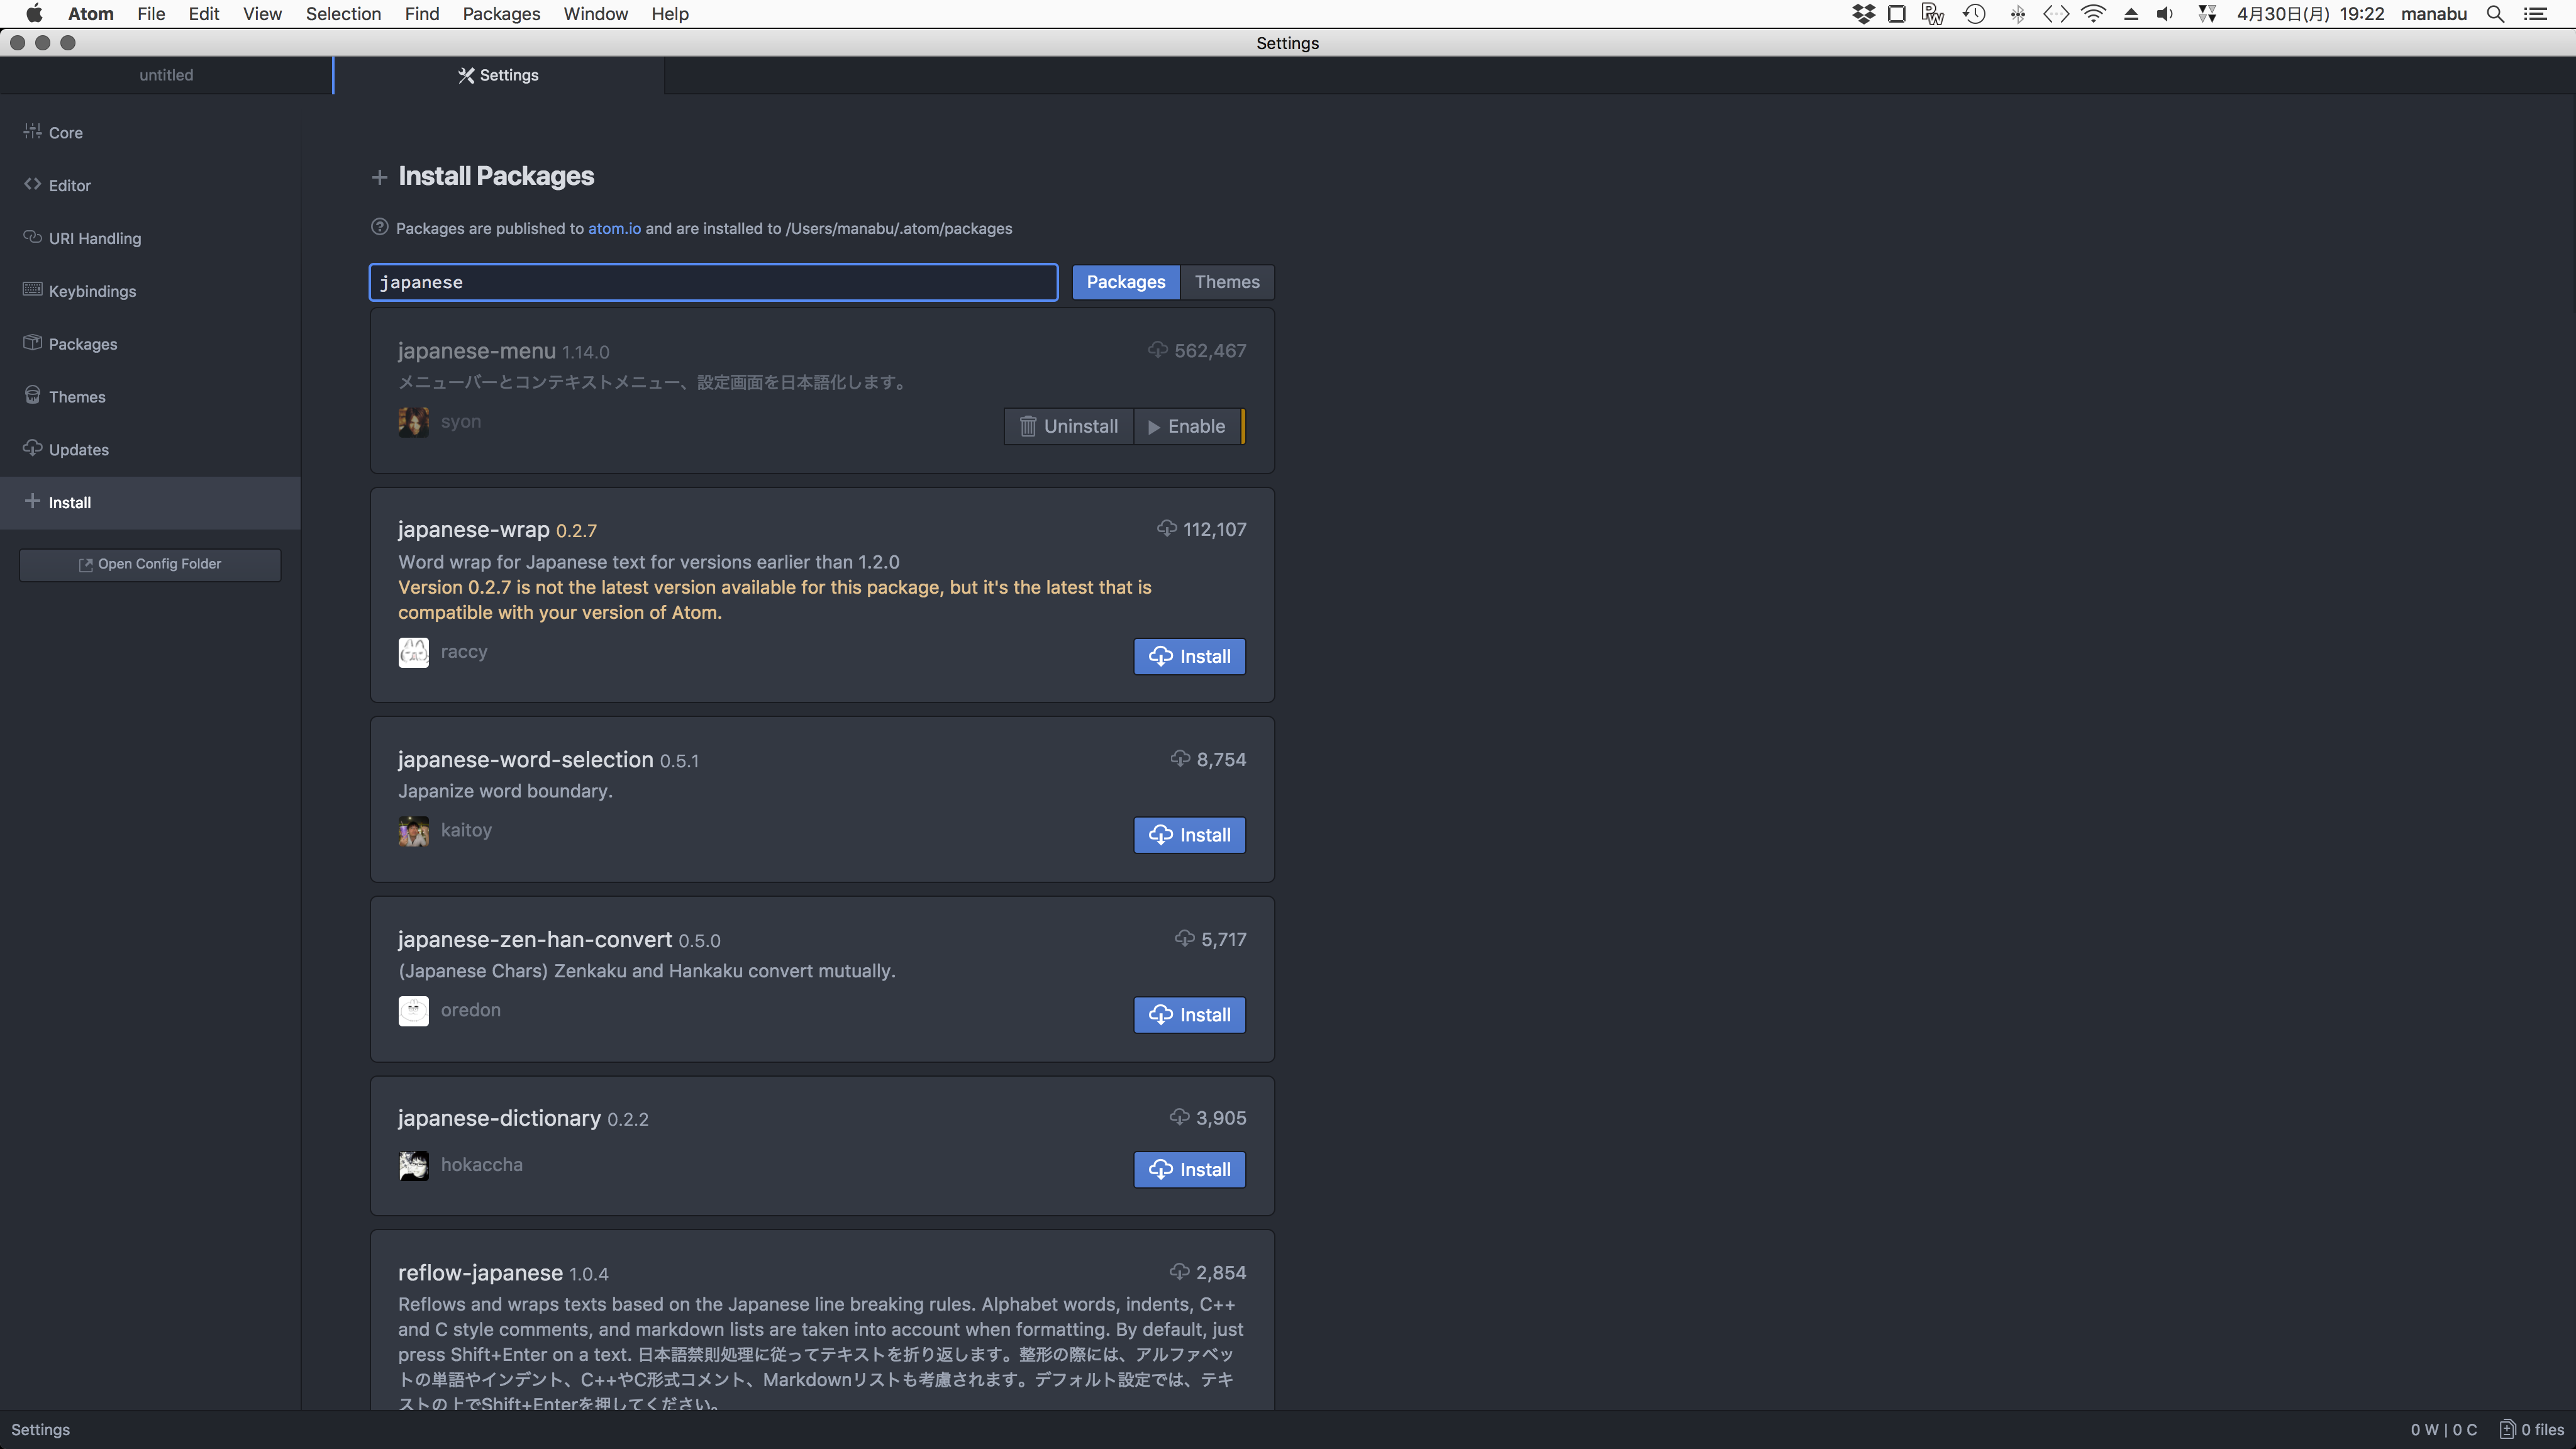 Atom File Edit View Selection Find Packages Window Help 4月30日(月) 19:22 manabu
Settings
untitled
Settings
Core
Editor
URI Handling
Keybindings
Packages
Themes
Updates
Install
Open Config Folder
Install Packages
Packages are published to atom.io and are installed to /Users/manabu/.atom/packages
japanese
Packages Themes
japanese-menu 1.14.0 562,467
メニューバーとコンテキストメニュー、設定画面を日本語化します。
syon
Uninstall Enable
japanese-wrap 0.2.7 112,107
Word wrap for Japanese text for versions earlier than 1.2.0
Version 0.2.7 is not the latest version available for this package, but it's the latest that is
compatible with your version of Atom.
raccy
Install
japanese-word-selection 0.5.1 8,754
Japanize word boundary.
kaitoy
Install
japanese-zen-han-convert 0.5.0 5,717
(Japanese Chars) Zenkaku and Hankaku convert mutually.
oredon
Install
japanese-dictionary 0.2.2 3,905
hokaccha
Install
reflow-japanese 1.0.4 2,854
Reflows and wraps texts based on the Japanese line breaking rules. Alphabet words, indents, C++
and C style comments, and markdown lists are taken into account when formatting. By default, just
press Shift+Enter on a text. 日本語禁則処理に従ってテキストを折り返します。整形の際には、アルファベッ
トの単語やインデント、C++やC形式コメント、Markdownリストも考慮されます。デフォルト設定では、テキ
ストの上でShift+Enterを押してください。
Settings
0 W | 0 C 0 files